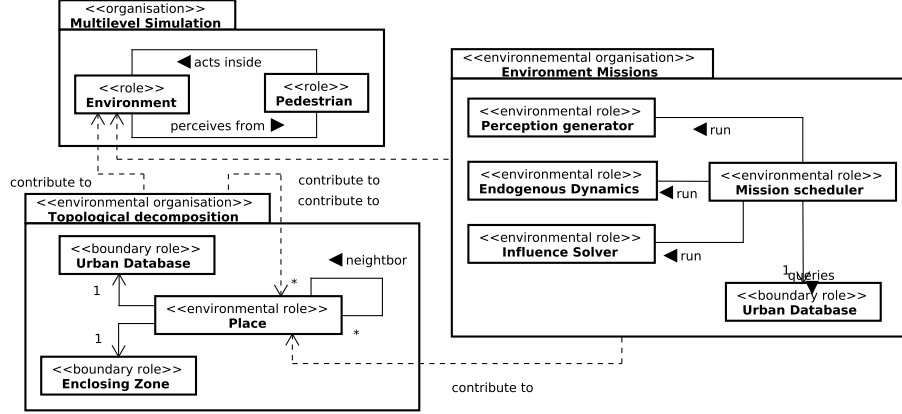 <<organisation>>
Multilevel Simulation
acts inside
<<role>>
Environment
<<role>>
Pedestrian
perceives from
<<environnemental organisation>>
Environment Missions
<<environmental role>>
Perception generator
run
<<environmental role>>
Endogenous Dynamics
run
<<environmental role>>
Mission scheduler
<<environmental role>>
Influence Solver
run
1
queries
<<boundary role>>
Urban Database
contribute to
contribute to
contribute to
<<environmental organisation>>
Topological decomposition
<<boundary role>>
Urban Database
neighbor
1
*
<<environmental role>>
Place
*
1
<<boundary role>>
Enclosing Zone
contribute to